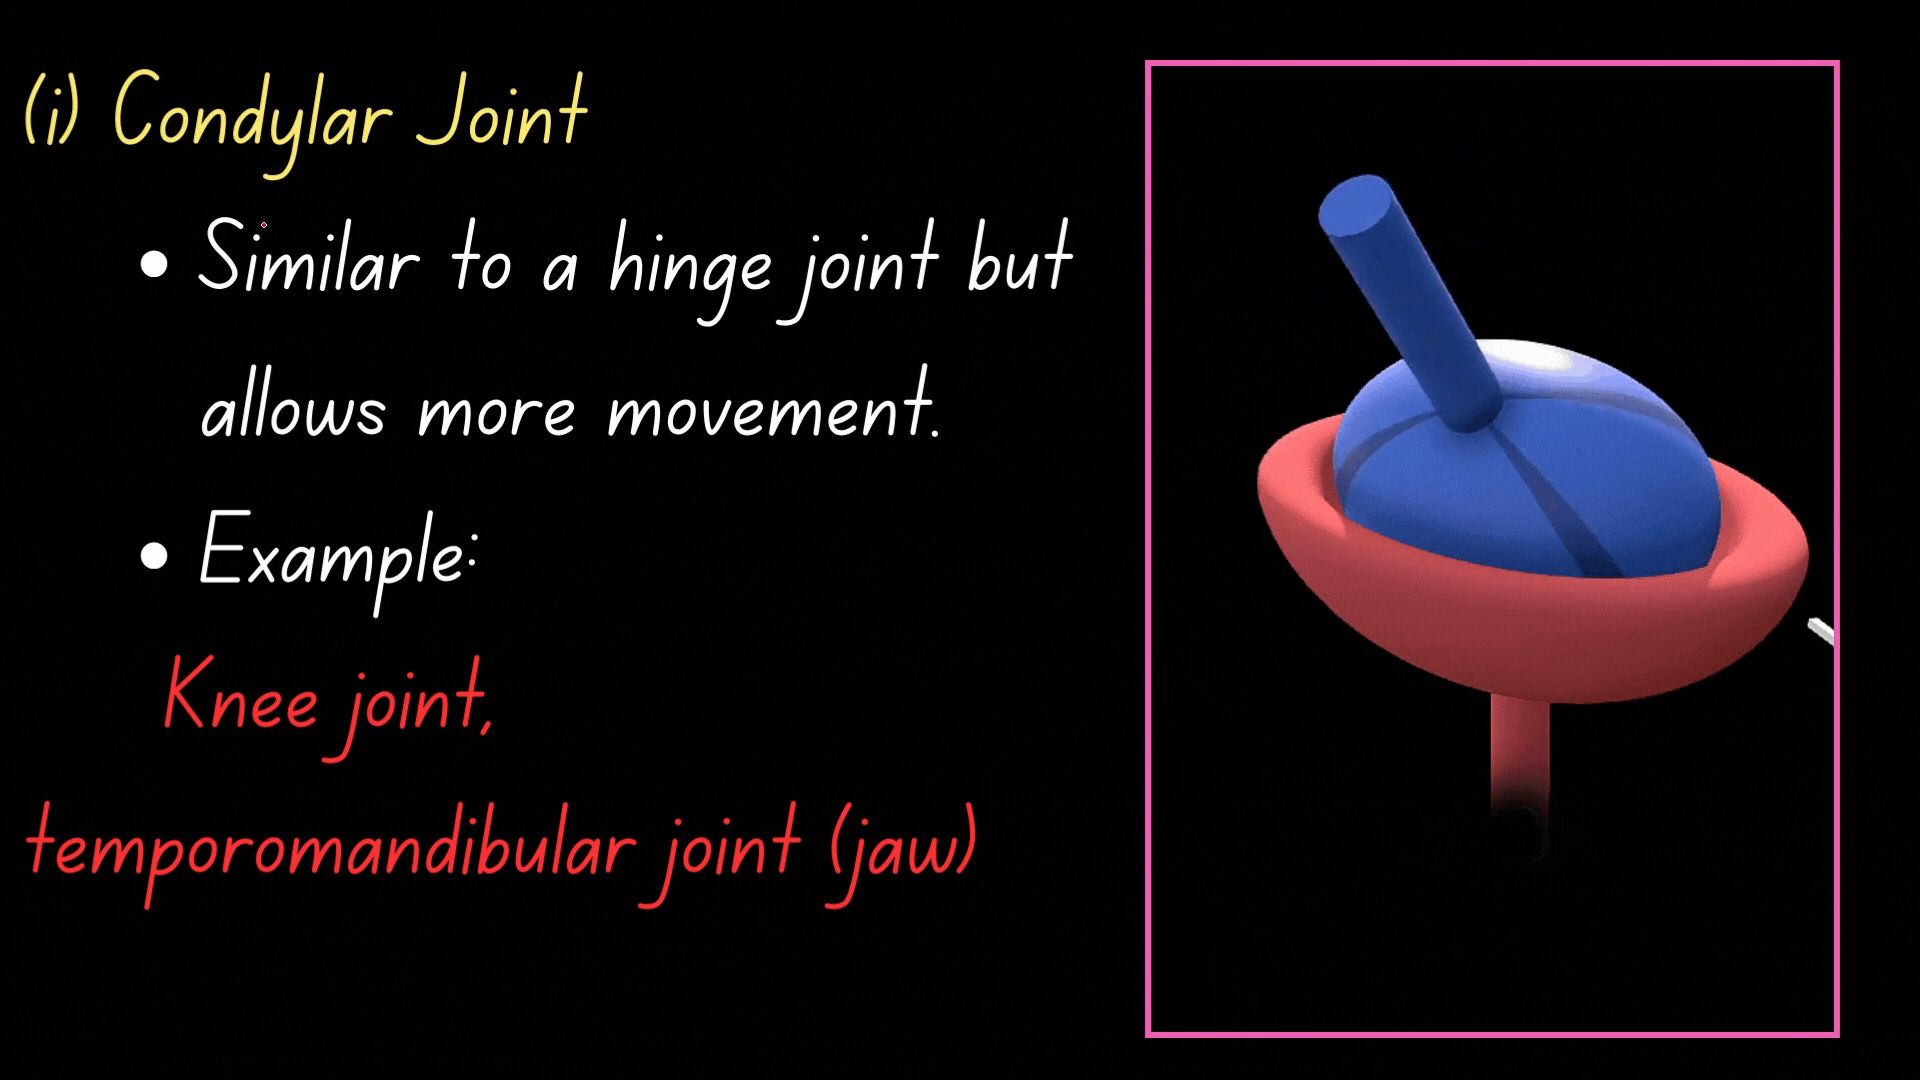 (i) Condylar Joint
• Similar to a hinge joint but
allows more movement.
• Example:
Knee joint,
temporomandibular joint (jaw)